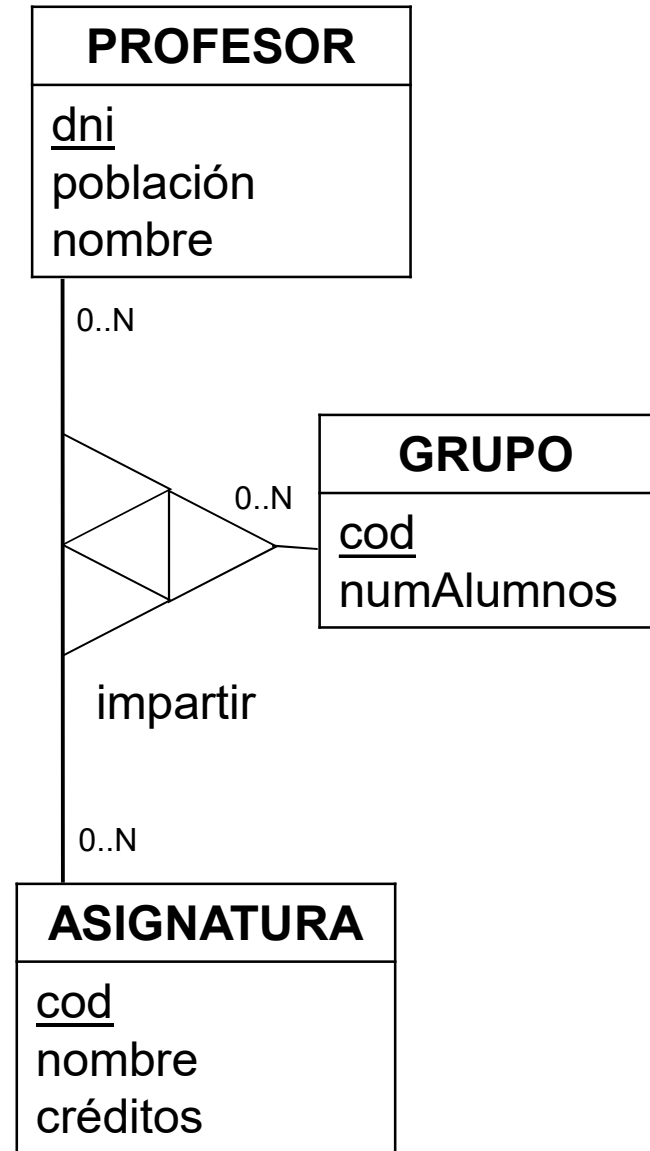 PROFESOR
dni
población
nombre
0..N
0..N
GRUPO
cod
numAlumnos
impartir
0..N
ASIGNATURA
cod
nombre
créditos